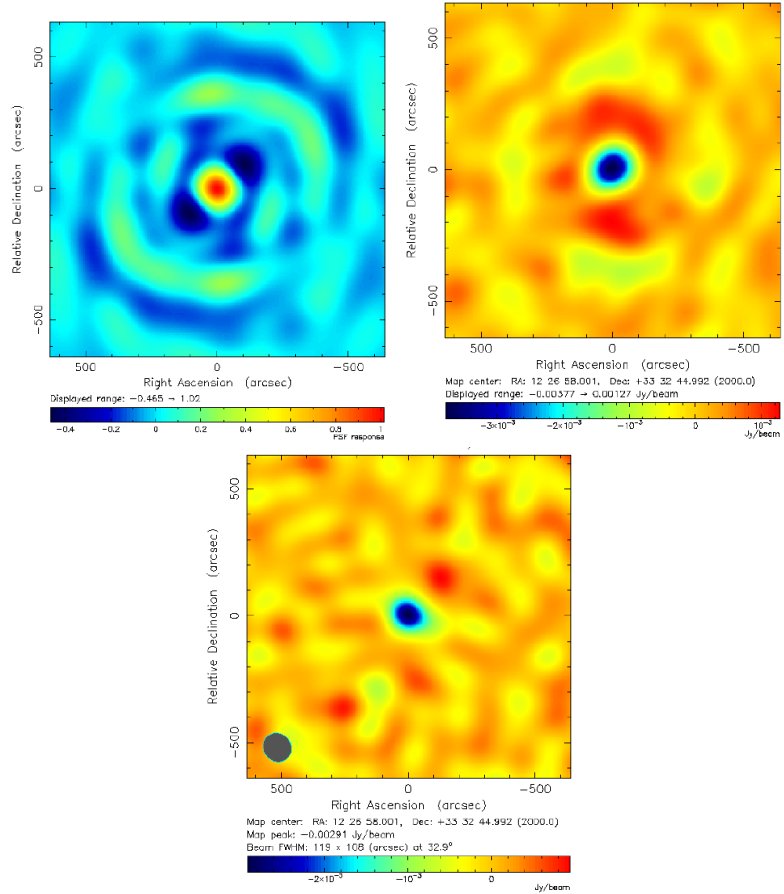 500
0
-500
Relative Declination (arcsec)
500 0 -500
Right Ascension (arcsec)
Displayed range: -0.465 → 1.02
-0.4 -0.2 0 0.2 0.4 0.6 0.8 1
PSF response
500
0
-500
Relative Declination (arcsec)
500 0 -500
Right Ascension (arcsec)
Map center: RA: 12 26 58.001, Dec: +33 32 44.992 (2000.0)
Displayed range: -0.00377 → 0.00127 Jy/beam
-3×10⁻³ -2×10⁻³ -10⁻³ 0 10⁻³
Jy/beam
500
0
-500
Relative Declination (arcsec)
500 0 -500
Right Ascension (arcsec)
Map center: RA: 12 26 58.001, Dec: +33 32 44.992 (2000.0)
Map peak: -0.00291 Jy/beam
Beam FWHM: 119 x 108 (arcsec) at 32.9°
-2×10⁻³ -10⁻³ 0
Jy/beam